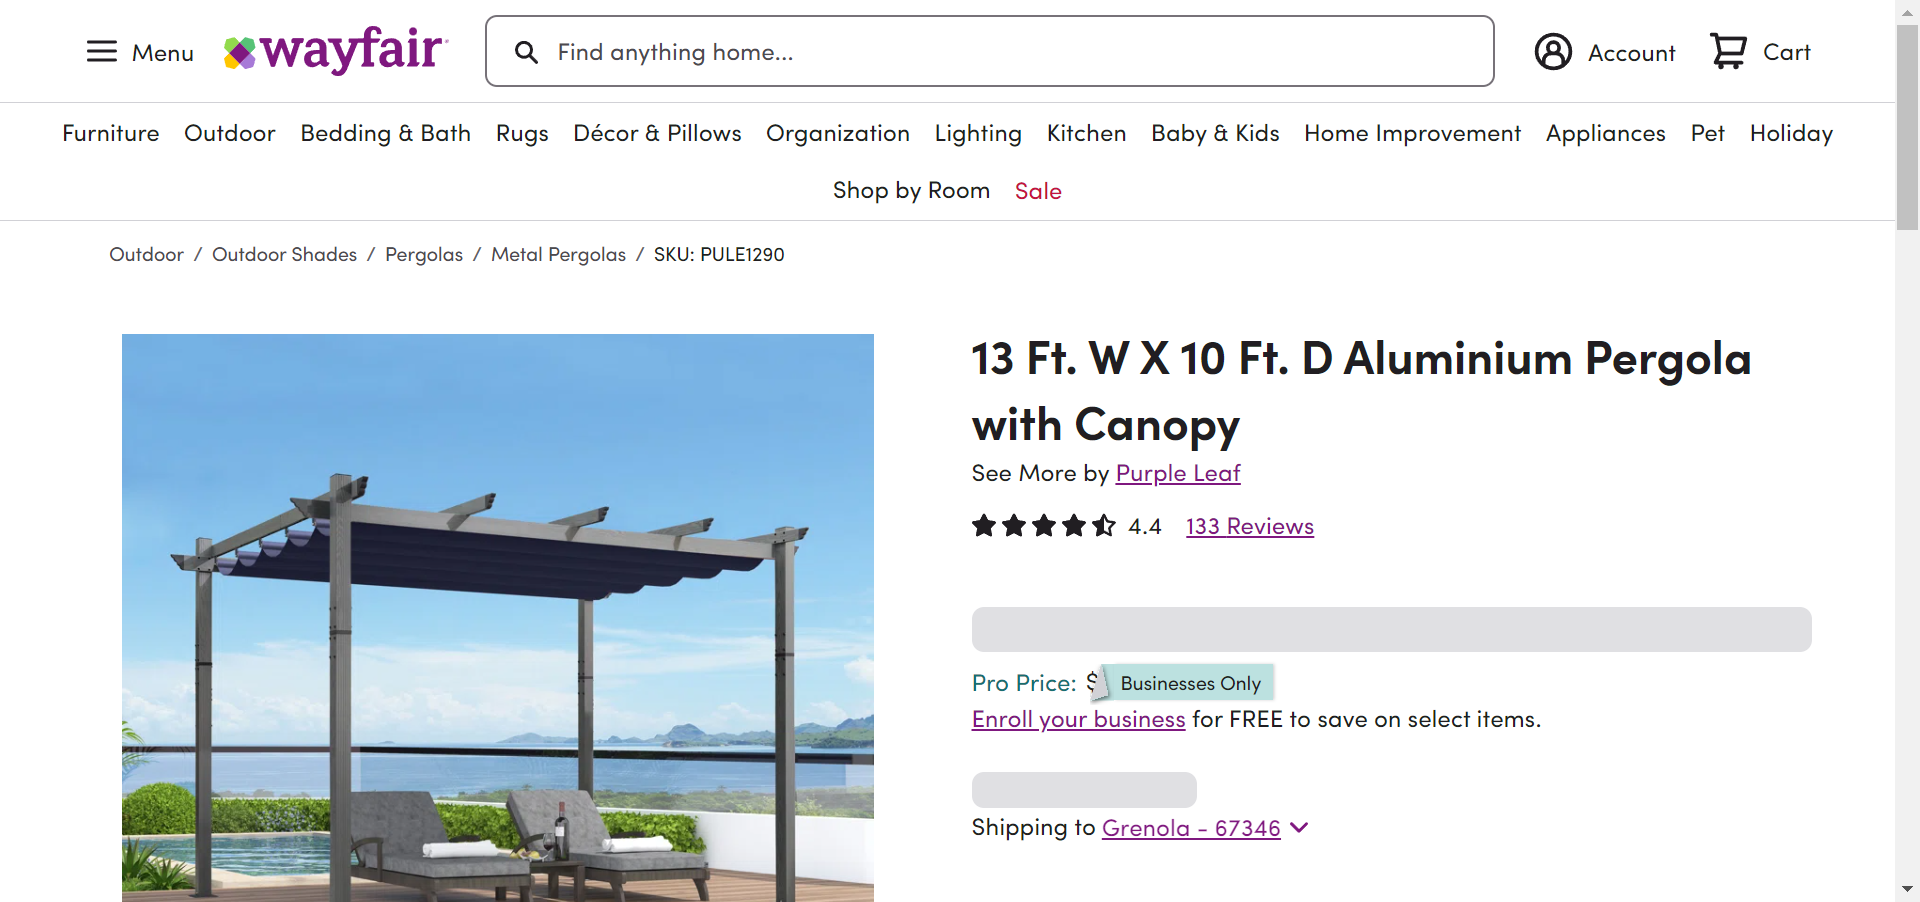 Menu
wayfair
Find anything home...
Account
Cart
Furniture Outdoor Bedding & Bath Rugs Décor & Pillows Organization Lighting Kitchen Baby & Kids Home Improvement Appliances Pet Holiday
Shop by Room Sale
Outdoor / Outdoor Shades / Pergolas / Metal Pergolas / SKU: PULE1290
13 Ft. W X 10 Ft. D Aluminium Pergola
with Canopy
See More by Purple Leaf
4.4 133 Reviews
Pro Price: $ Businesses Only
Enroll your business for FREE to save on select items.
Shipping to Grenola - 67346